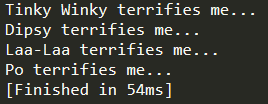 Tinky Winky terrifies me...
Dipsy terrifies me...
Laa-Laa terrifies me...
Po terrifies me...
[Finished in 54ms]